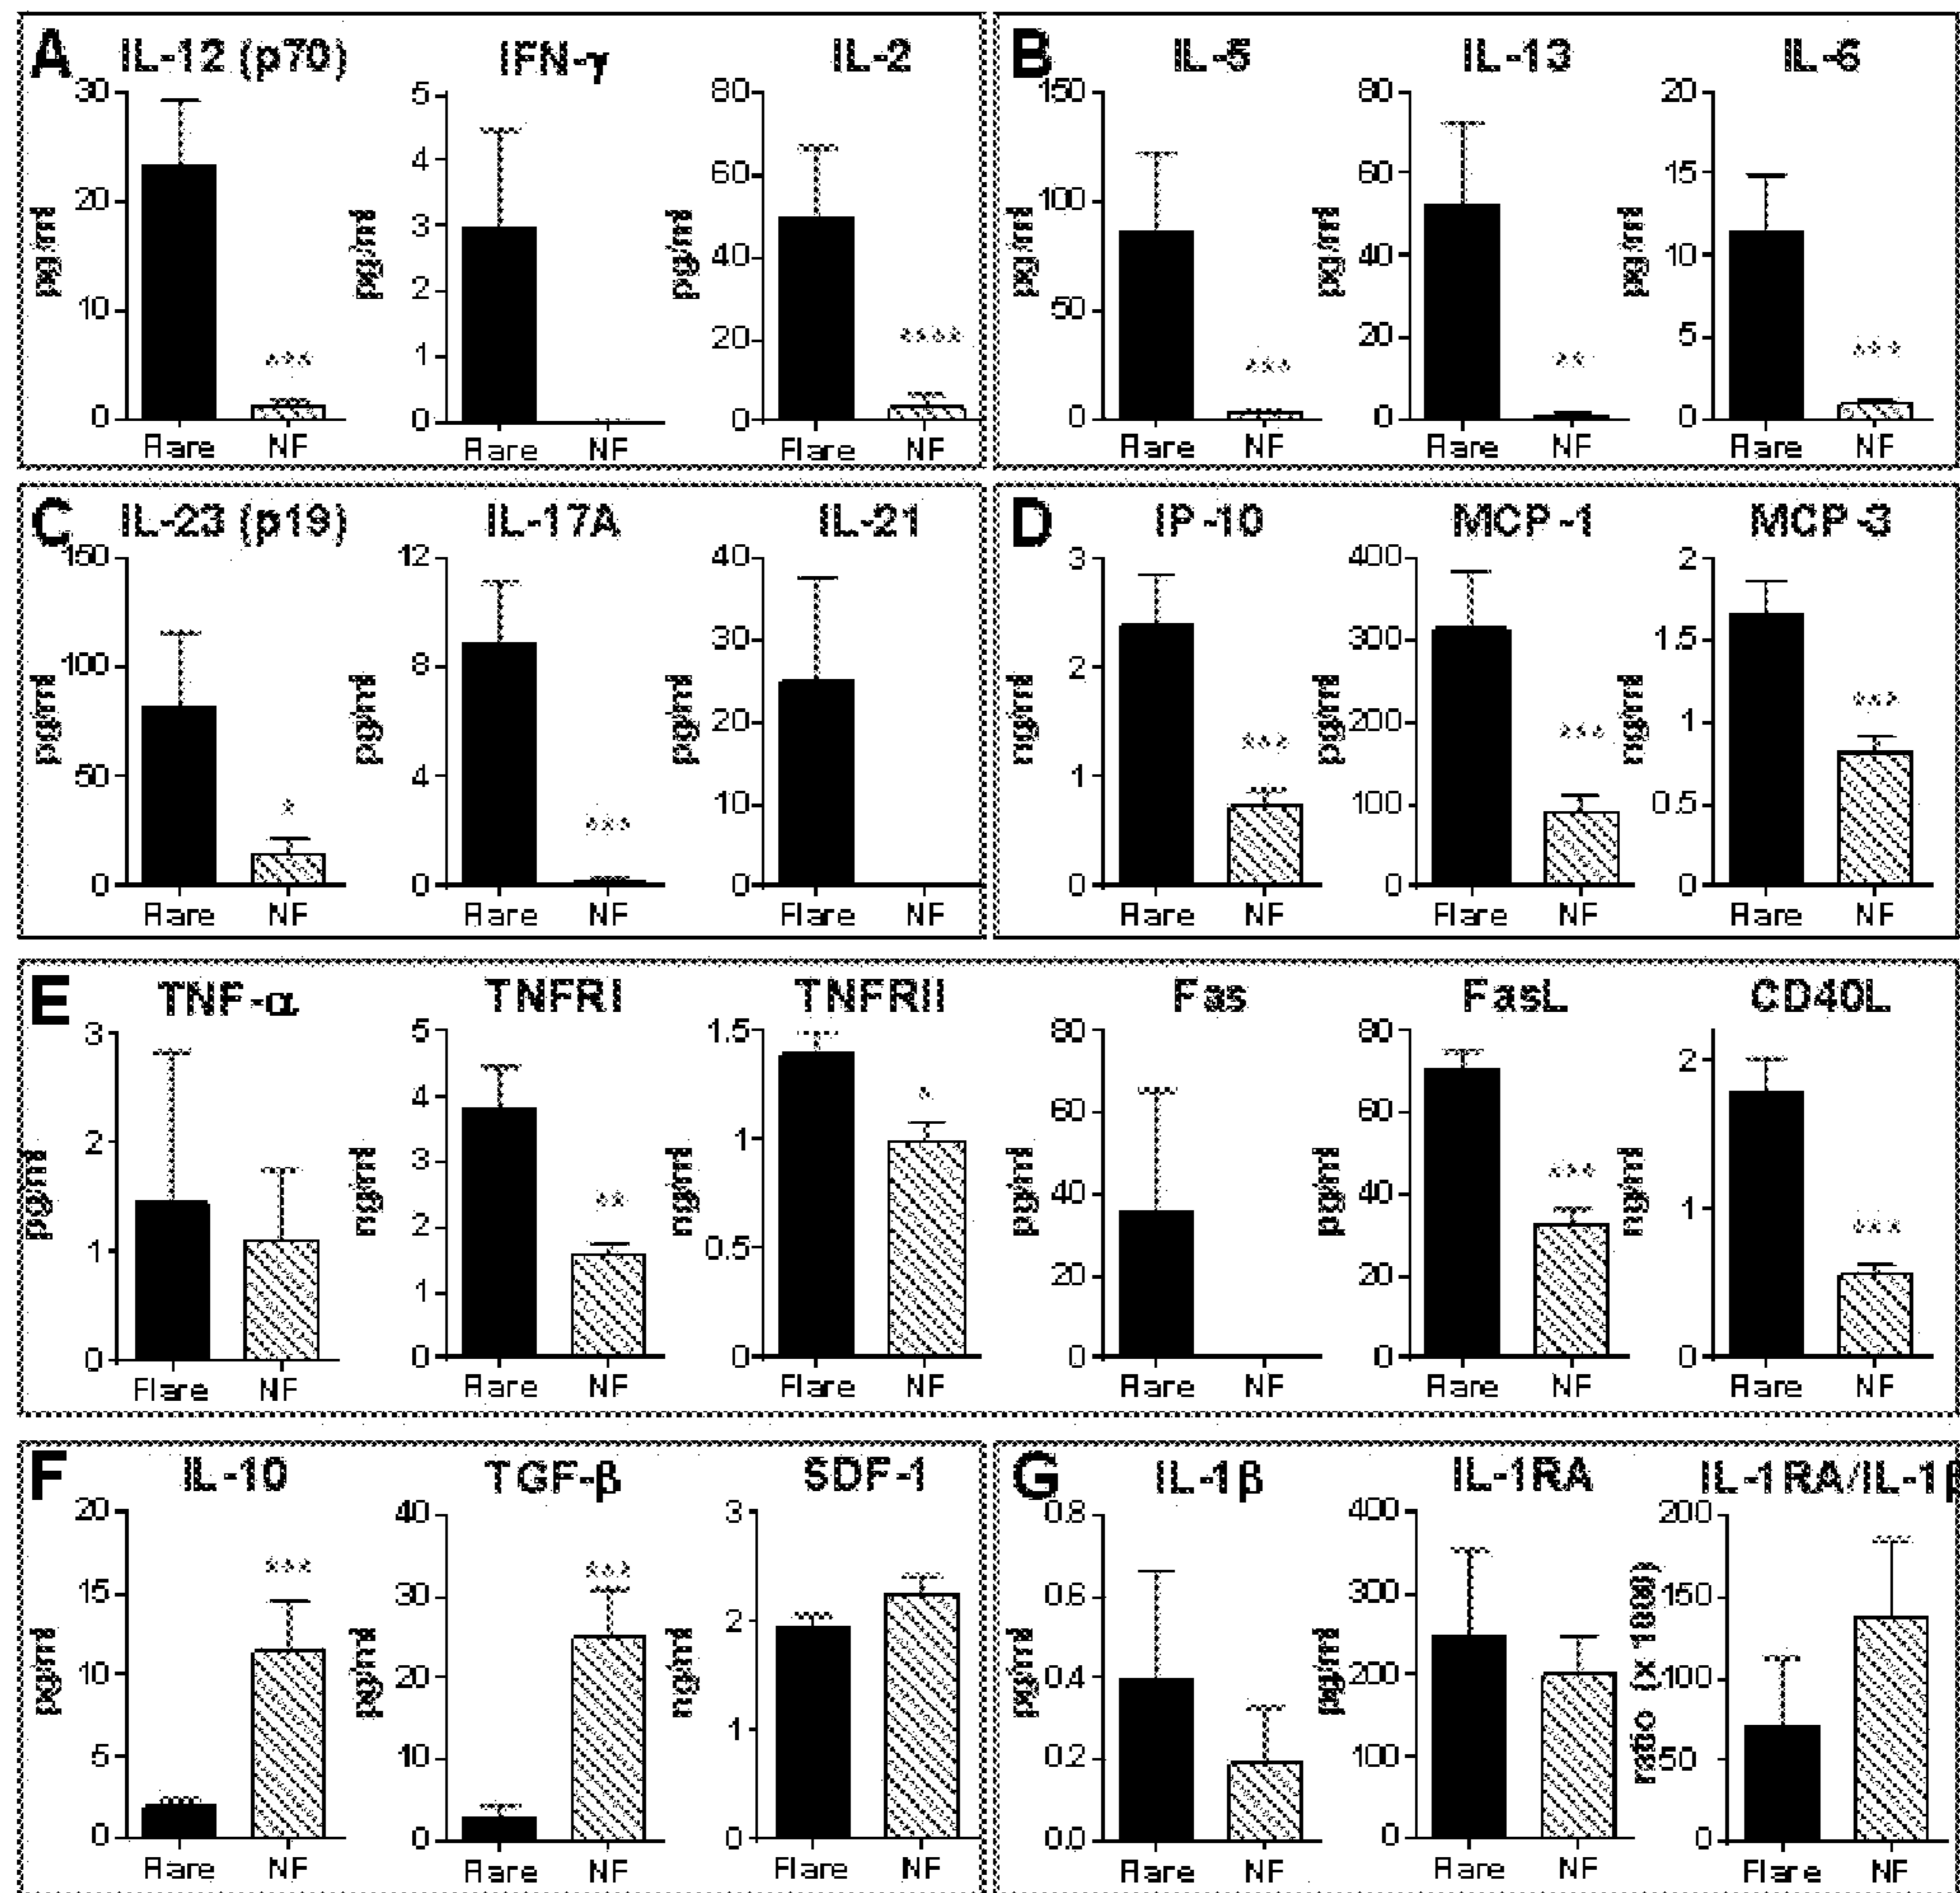 A IL-12 (p70) IFN-γ IL-2
30 20 10 0 pg/ml *** Flare NF
5 4 3 2 1 0 pg/ml Flare NF
80 60 40 20 0 pg/ml **** Flare NF
B IL-5 IL-13 IL-6
150 100 50 0 pg/ml *** Flare NF
80 60 40 20 0 pg/ml ** Flare NF
20 15 10 5 0 pg/ml *** Flare NF
C IL-23 (p19) IL-17A IL-21
150 100 50 0 pg/ml * Flare NF
12 8 4 0 pg/ml *** Flare NF
40 30 20 10 0 pg/ml Flare NF
D IP-10 MCP-1 MCP-3
3 2 1 0 ng/ml *** Flare NF
400 300 200 100 0 pg/ml *** Flare NF
2 1.5 1 0.5 0 ng/ml *** Flare NF
E TNF-α TNFRI TNFRII Fas FasL CD40L
3 2 1 0 pg/ml Flare NF
5 4 3 2 1 0 ng/ml ** Flare NF
1.5 1 0.5 0 ng/ml * Flare NF
80 60 40 20 0 pg/ml Flare NF
80 60 40 20 0 pg/ml *** Flare NF
2 1 0 ng/ml *** Flare NF
F IL-10 TGF-β SDF-1
20 15 10 5 0 pg/ml *** Flare NF
40 30 20 10 0 pg/ml *** Flare NF
3 2 1 0 ng/ml Flare NF
G IL-1β IL-1RA IL-1RA/IL-1β
0.8 0.6 0.4 0.2 0.0 pg/ml Flare NF
400 300 200 100 0 pg/ml Flare NF
200 150 100 50 0 ratio (x 1000) Flare NF